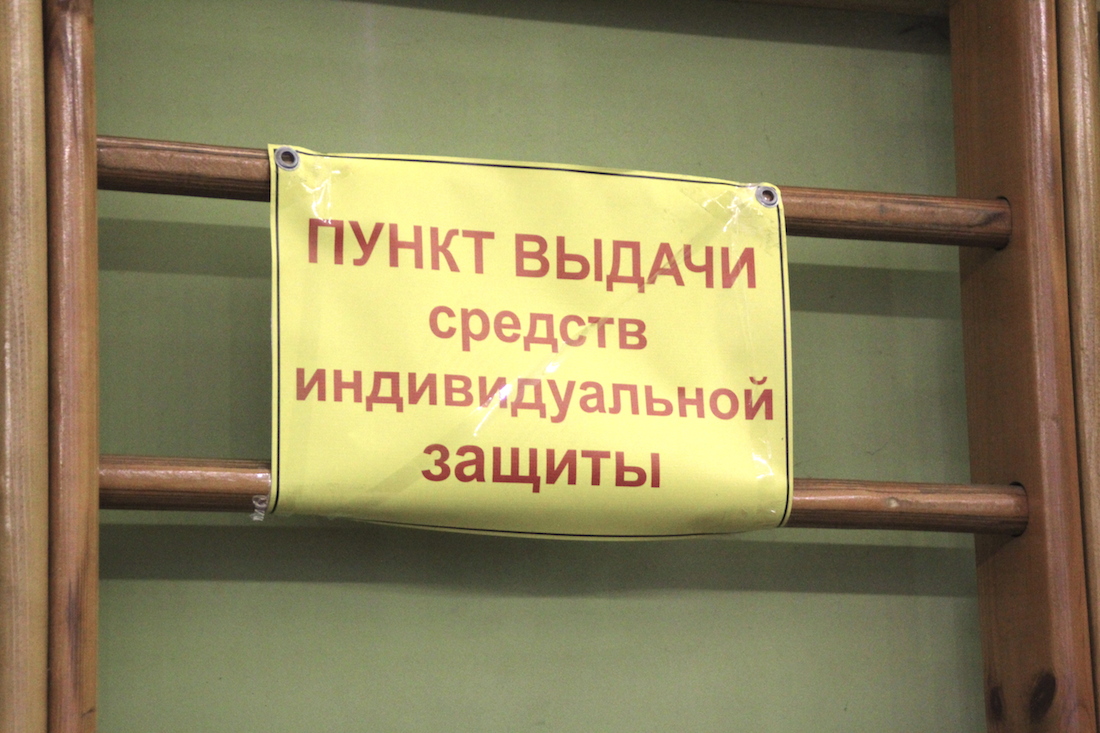 ПУНКТ ВЫДАЧИ
средств
индивидуальной
защиты